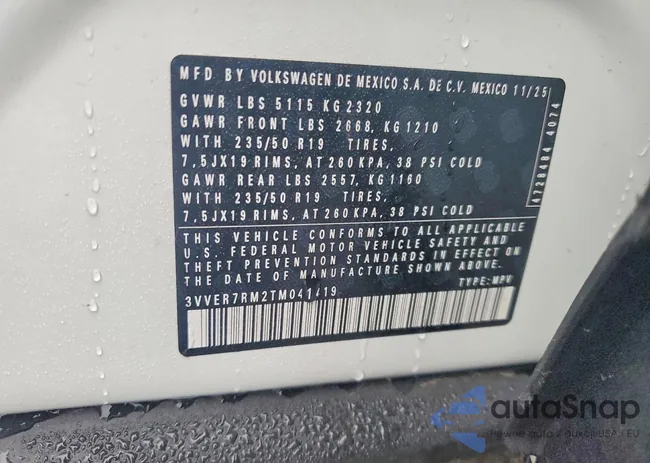 MFD BY VOLKSWAGEN DE MEXICO S.A. DE C.V. MEXICO 11/25
GVWR LBS 5115 KG 2320
GAWR FRONT LBS 2668, KG 1210
WITH 235/50 R19 TIRES,
7,5JX19 RIMS, AT 260 KPA, 38 PSI COLD
GAWR REAR LBS 2557, KG 1160
WITH 235/50 R19 TIRES,
7,5JX19 RIMS, AT 260 KPA, 38 PSI COLD
4728484 4074
THIS VEHICLE CONFORMS TO ALL APPLICABLE
U.S. FEDERAL MOTOR VEHICLE SAFETY AND
THEFT PREVENTION STANDARDS IN EFFECT ON
THE DATE OF MANUFACTURE SHOWN ABOVE.
TYPE: MPV
autoSnap